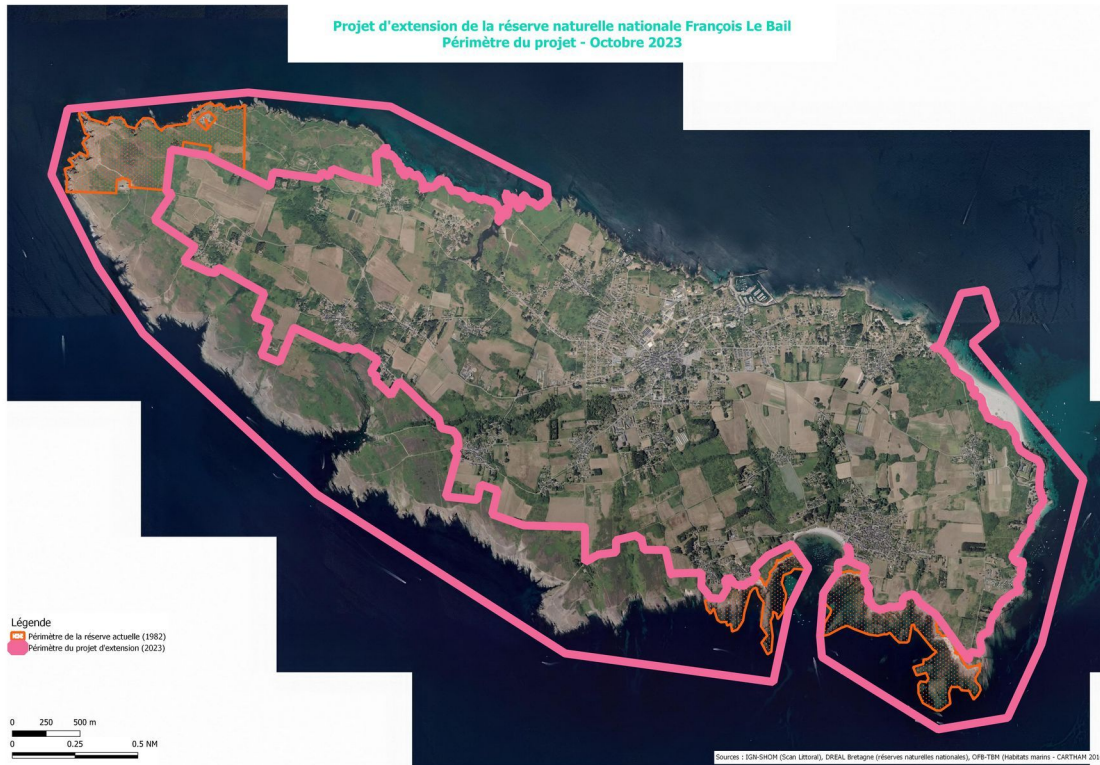 Projet d'extension de la réserve naturelle nationale François Le Bail
Périmètre du projet - Octobre 2023
Légende
Périmètre de la réserve actuelle (1982)
Périmètre du projet d'extension (2023)
0 250 500 m
0 0.25 0.5 NM
Sources : IGN-SHOM (Scan Littoral), DREAL Bretagne (réserves naturelles nationales), OFB-TBM (Habitats marins - CARTHAM 201